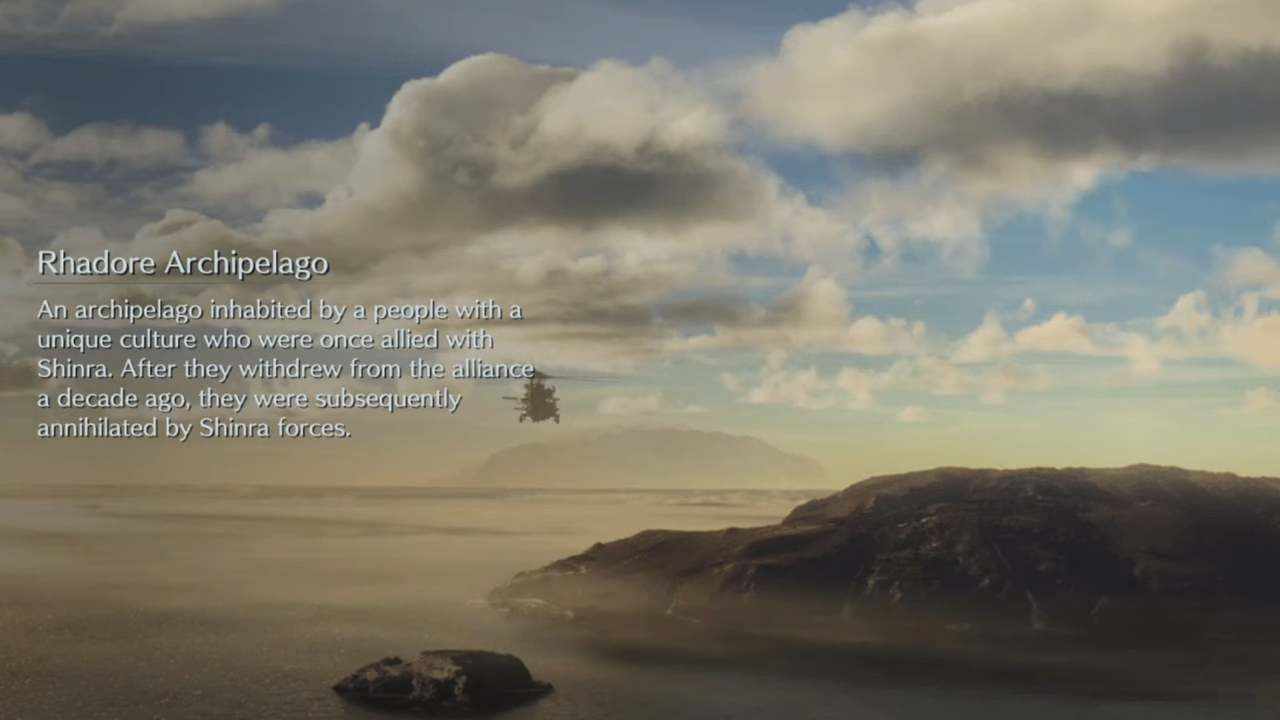 Rhadore Archipelago
An archipelago inhabited by a people with a
unique culture who were once allied with
Shinra. After they withdrew from the alliance
a decade ago, they were subsequently
annihilated by Shinra forces.